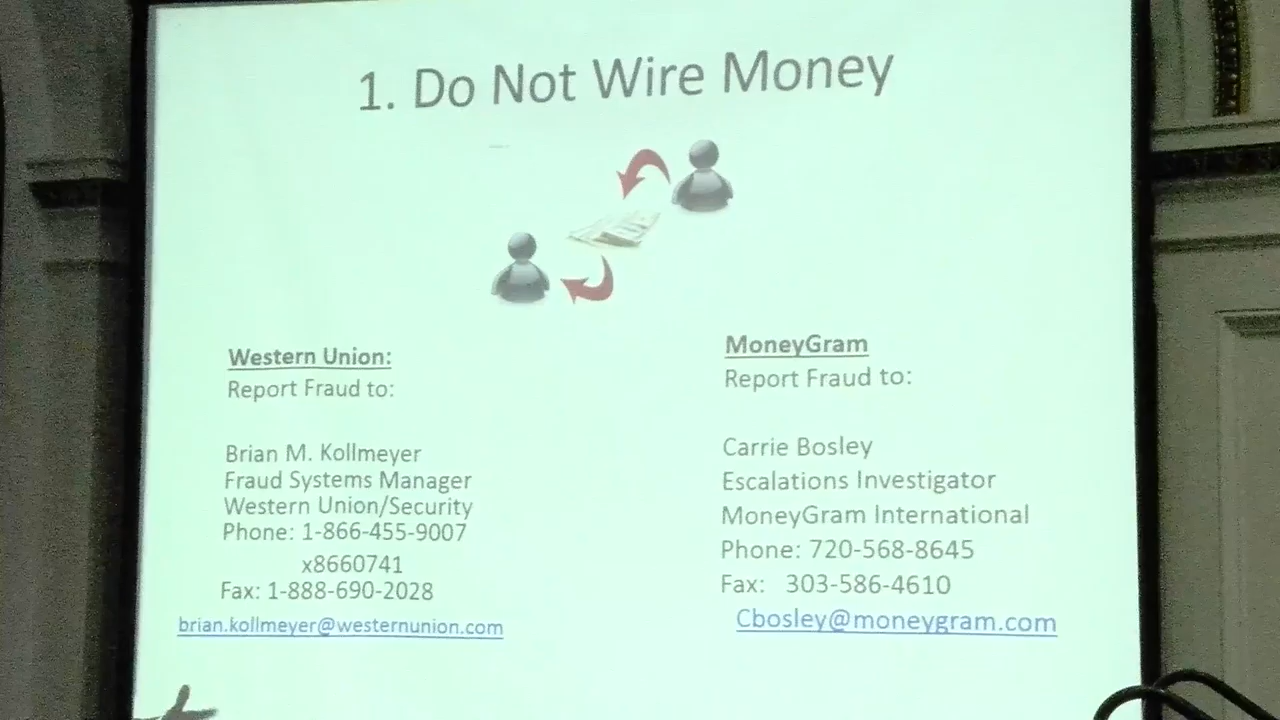 1. Do Not Wire Money
Western Union:
Report Fraud to:
Brian M. Kollmeyer
Fraud Systems Manager
Western Union/Security
Phone: 1-866-455-9007
x8660741
Fax: 1-888-690-2028
brian.kollmeyer@westernunion.com
MoneyGram
Report Fraud to:
Carrie Bosley
Escalations Investigator
MoneyGram International
Phone: 720-568-8645
Fax: 303-586-4610
Cbosley@moneygram.com